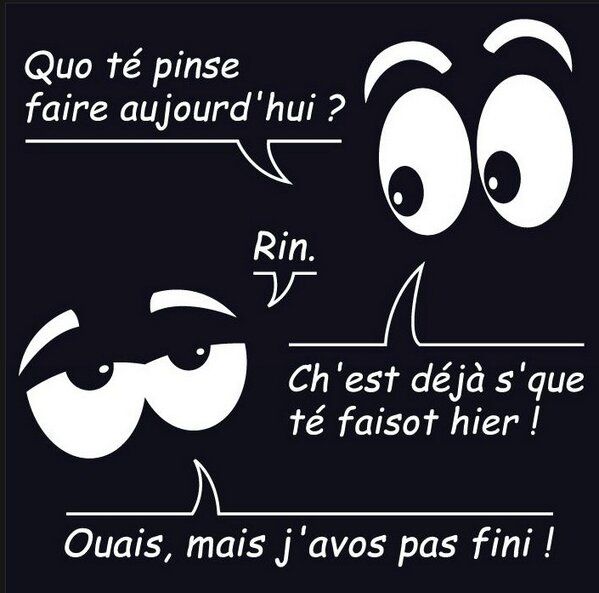 Quo té pinse
faire aujourd'hui ?
Rin.
Ch'est déjà s'que
té faisot hier !
Ouais, mais j'avos pas fini !